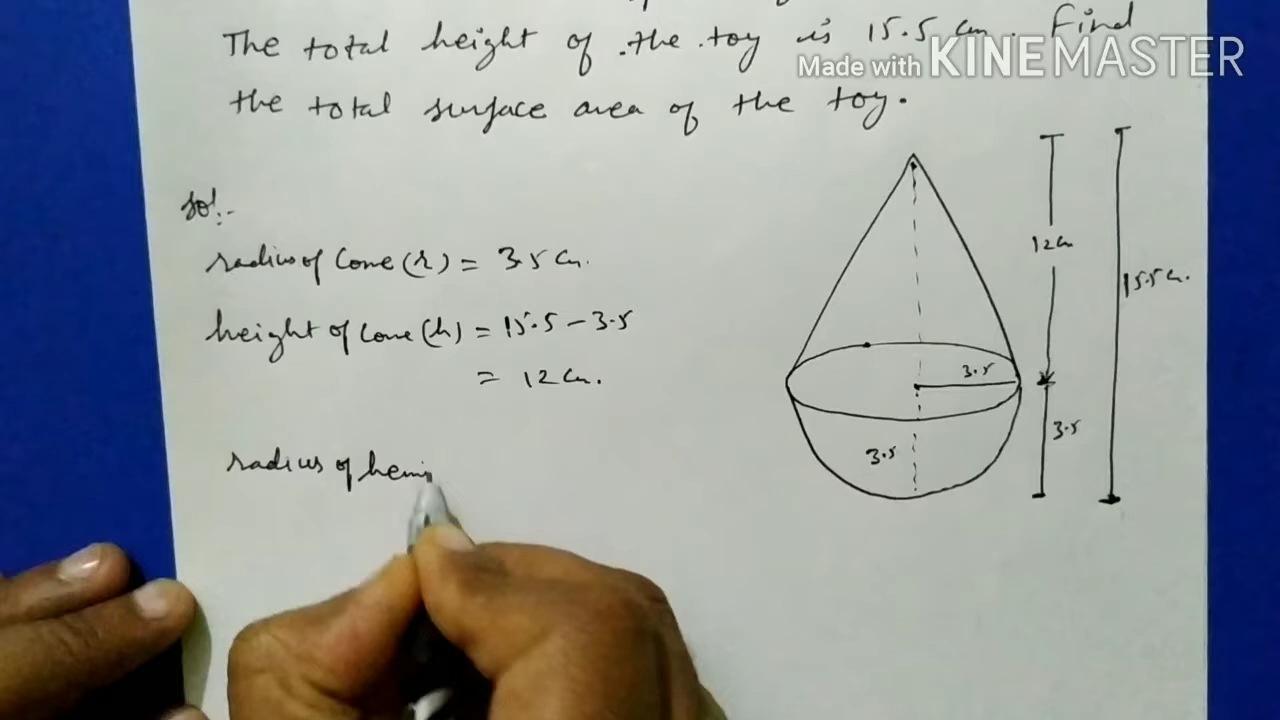 The total height of the toy is 15.5 cm. Find
Made with KINEMASTER
the total surface area of the toy.
sol:-
radius of Cone (r) = 3.5 cm.
height of Cone (h) = 15.5 - 3.5
= 12 cm.
radius of hemi
12cm
15.5 cm.
3.5
3.5
3.5